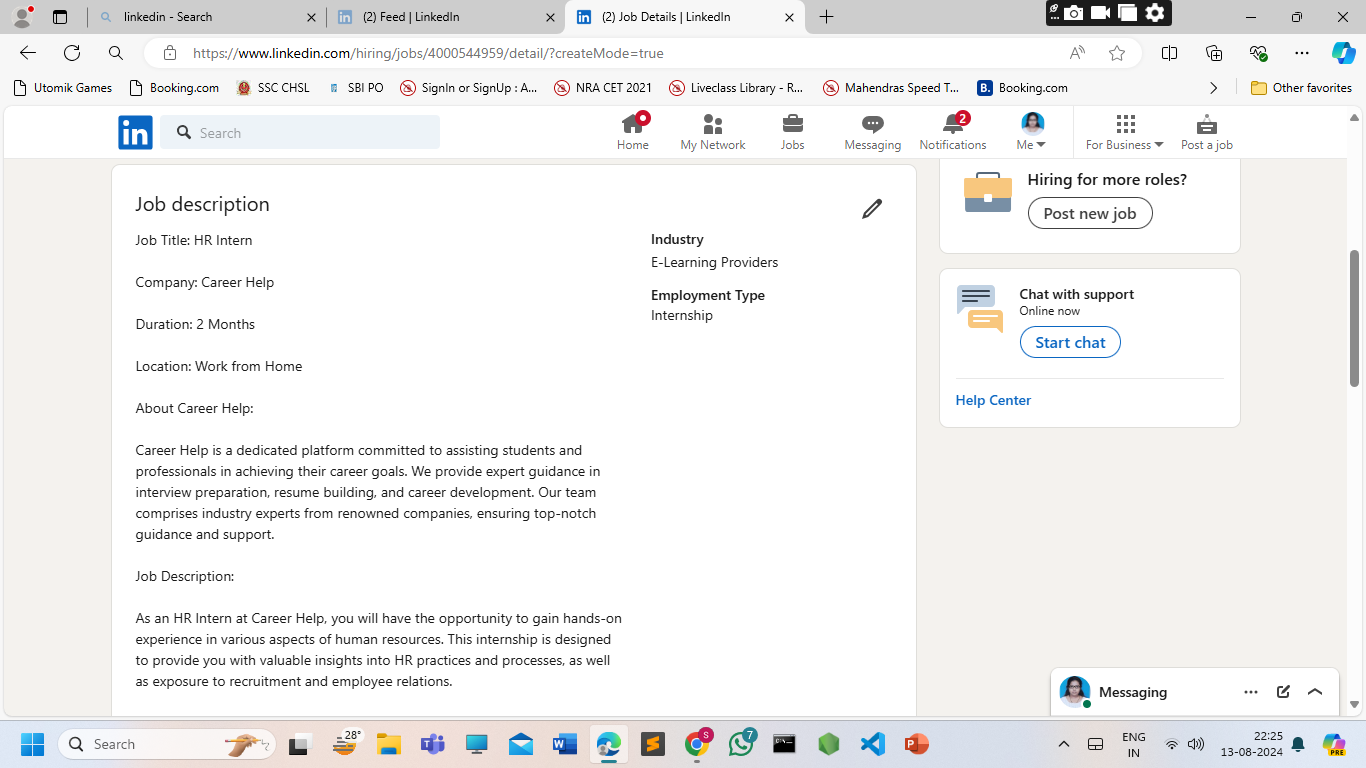 linkedin - Search
(2) Feed | LinkedIn
(2) Job Details | LinkedIn
https://www.linkedin.com/hiring/jobs/4000544959/detail/?createMode=true
Utomik Games
Booking.com
SSC CHSL
SBI PO
SignIn or SignUp : A...
NRA CET 2021
Liveclass Library - R...
Mahendras Speed T...
B.
Booking.com
Other favorites
in
Search
Home
My Network
Jobs
Messaging
2
Notifications
Me
For Business
Post a job
Job description
Job Title: HR Intern
Company: Career Help
Duration: 2 Months
Location: Work from Home
About Career Help:
Career Help is a dedicated platform committed to assisting students and
professionals in achieving their career goals. We provide expert guidance in
interview preparation, resume building, and career development. Our team
comprises industry experts from renowned companies, ensuring top-notch
guidance and support.
Job Description:
As an HR Intern at Career Help, you will have the opportunity to gain hands-on
experience in various aspects of human resources. This internship is designed
to provide you with valuable insights into HR practices and processes, as well
as exposure to recruitment and employee relations.
Industry
E-Learning Providers
Employment Type
Internship
Hiring for more roles?
Post new job
Chat with support
Online now
Start chat
Help Center
Messaging
Search
28°
S
7
ENG
IN
22:25
13-08-2024
PRE